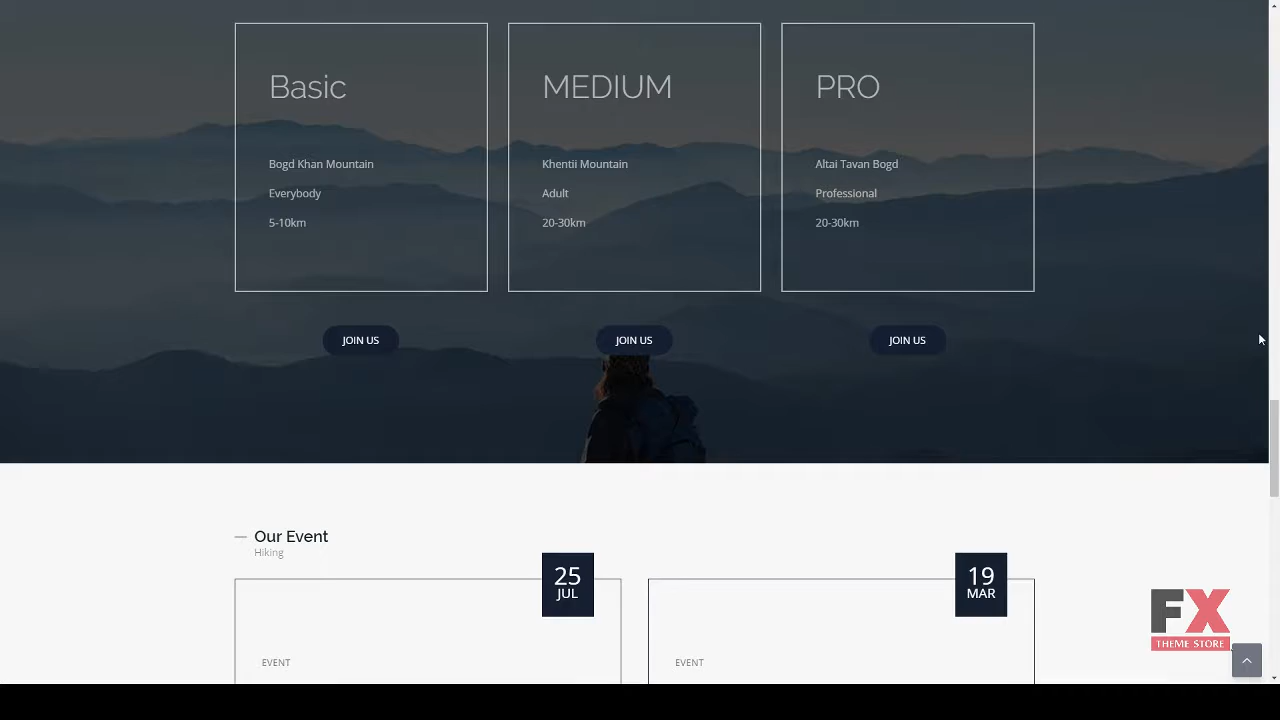 Basic
MEDIUM
PRO
Bogd Khan Mountain
Khentii Mountain
Altai Tavan Bogd
Everybody
Adult
Professional
5-10km
20-30km
20-30km
JOIN US
JOIN US
JOIN US
Our Event
Hiking
25
JUL
19
MAR
EVENT
EVENT
FX
THEME STORE